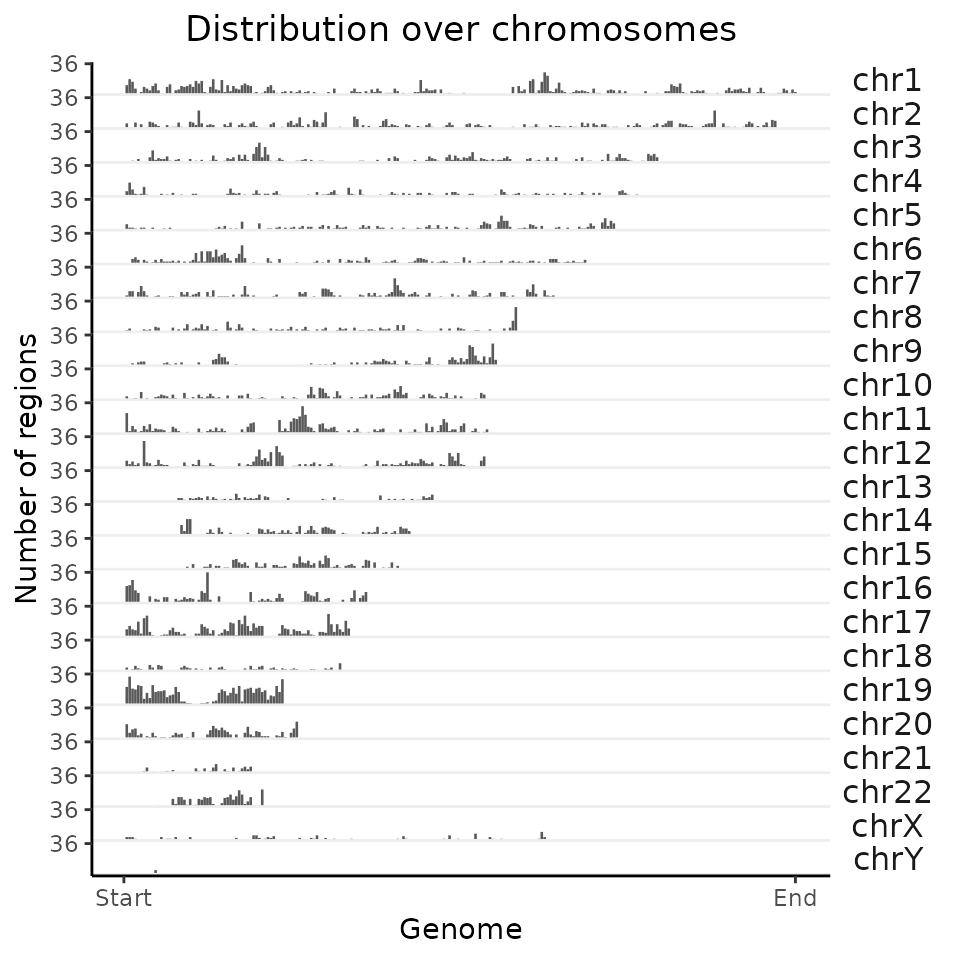 Distribution over chromosomes
36 chr1
36 chr2
36 chr3
36 chr4
36 chr5
36 chr6
36 chr7
36 chr8
36 chr9
36 chr10
36 chr11
36 chr12
36 chr13
36 chr14
36 chr15
36 chr16
36 chr17
36 chr18
36 chr19
36 chr20
36 chr21
36 chr22
36 chrX
36 chrY
Number of regions
Start End
Genome